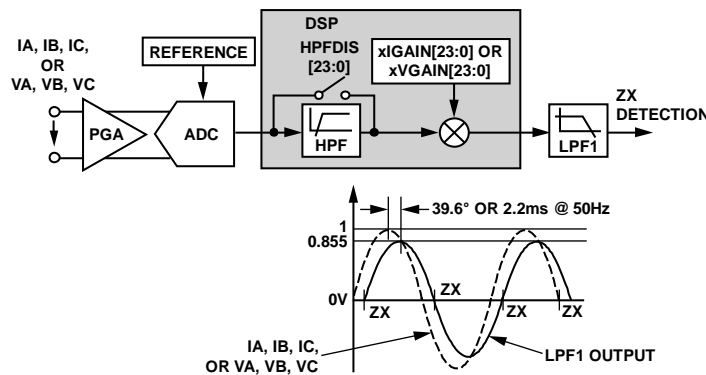 DSP
IA, IB, IC,
OR
VA, VB, VC
REFERENCE
HPFDIS
[23:0]
xIGAIN[23:0] OR
xVGAIN[23:0]
ZX
DETECTION
PGA
ADC
HPF
LPF1
39.6° OR 2.2ms @ 50Hz
1
0.855
0V
ZX
ZX
ZX
ZX
IA, IB, IC,
OR VA, VB, VC
LPF1 OUTPUT